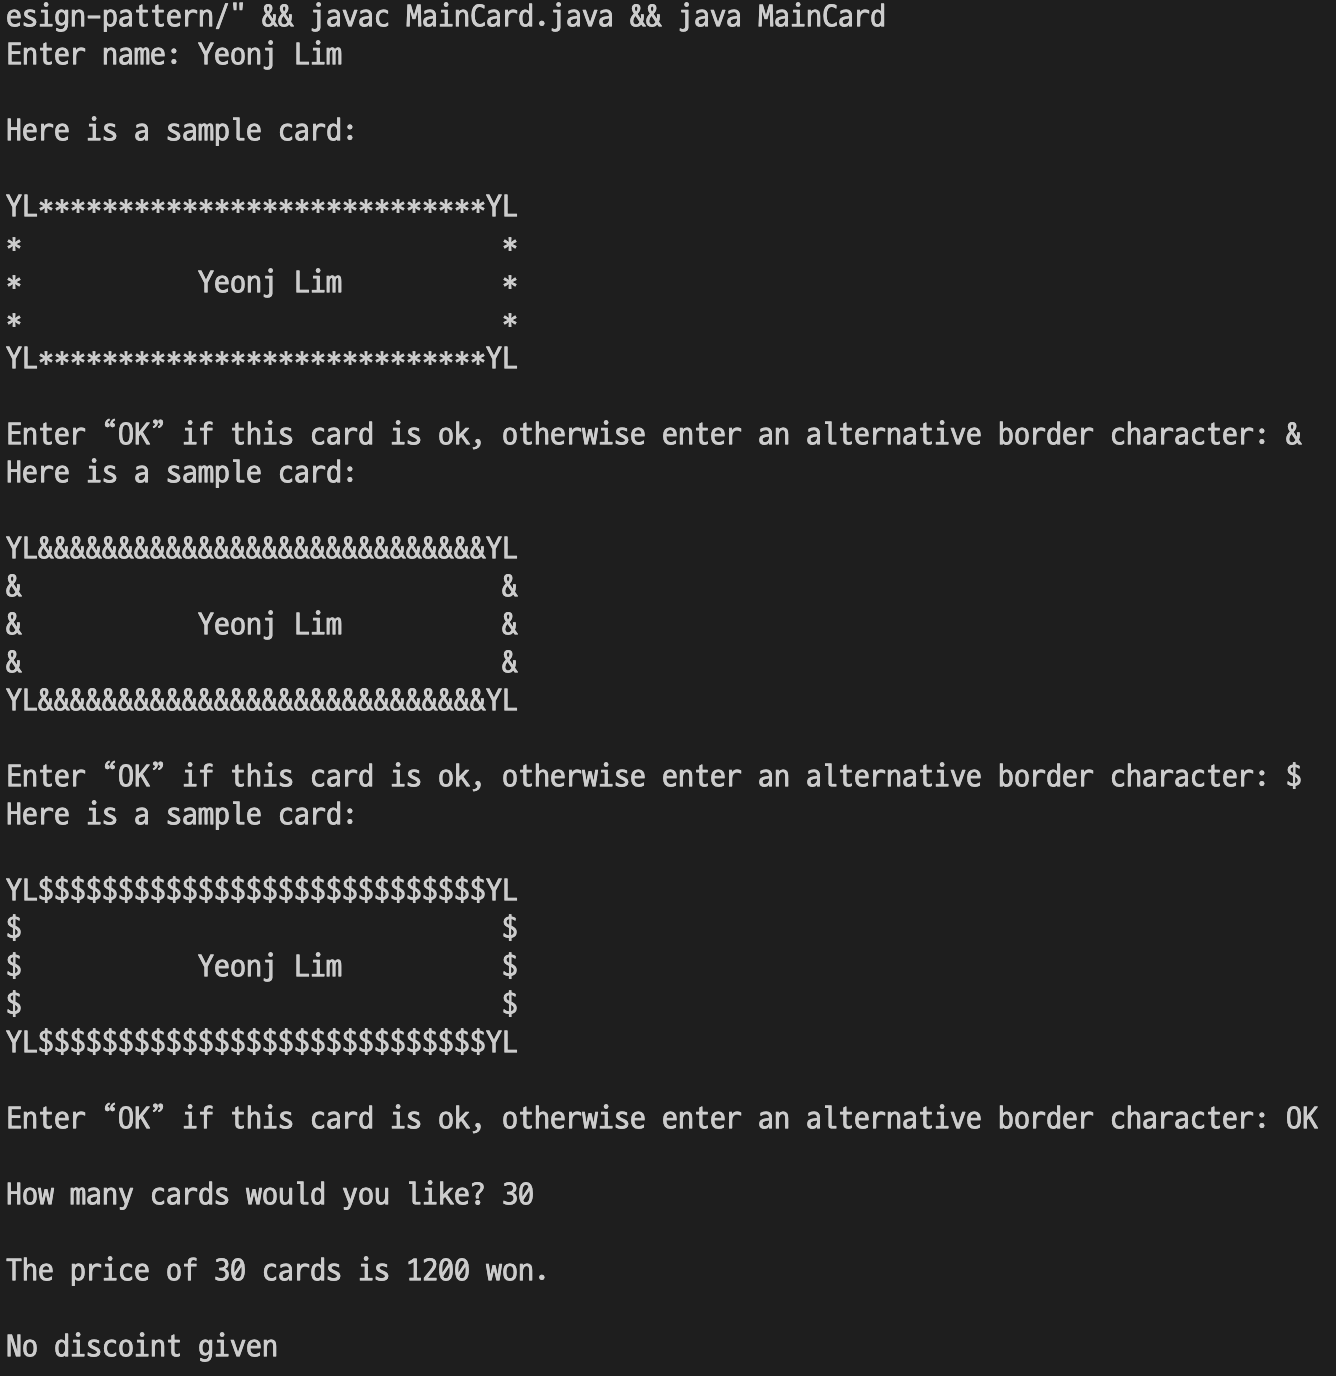 esign-pattern/" && javac MainCard.java && java MainCard
Enter name: Yeonj Lim
Here is a sample card:
YL****************************YL
*                              *
*           Yeonj Lim          *
*                              *
YL****************************YL
Enter “OK” if this card is ok, otherwise enter an alternative border character: &
Here is a sample card:
YL&&&&&&&&&&&&&&&&&&&&&&&&&&&&YL
&                              &
&           Yeonj Lim          &
&                              &
YL&&&&&&&&&&&&&&&&&&&&&&&&&&&&YL
Enter “OK” if this card is ok, otherwise enter an alternative border character: $
Here is a sample card:
YL$$$$$$$$$$$$$$$$$$$$$$$$$$$$YL
$                              $
$           Yeonj Lim          $
$                              $
YL$$$$$$$$$$$$$$$$$$$$$$$$$$$$YL
Enter “OK” if this card is ok, otherwise enter an alternative border character: OK
How many cards would you like? 30
The price of 30 cards is 1200 won.
No discoint given